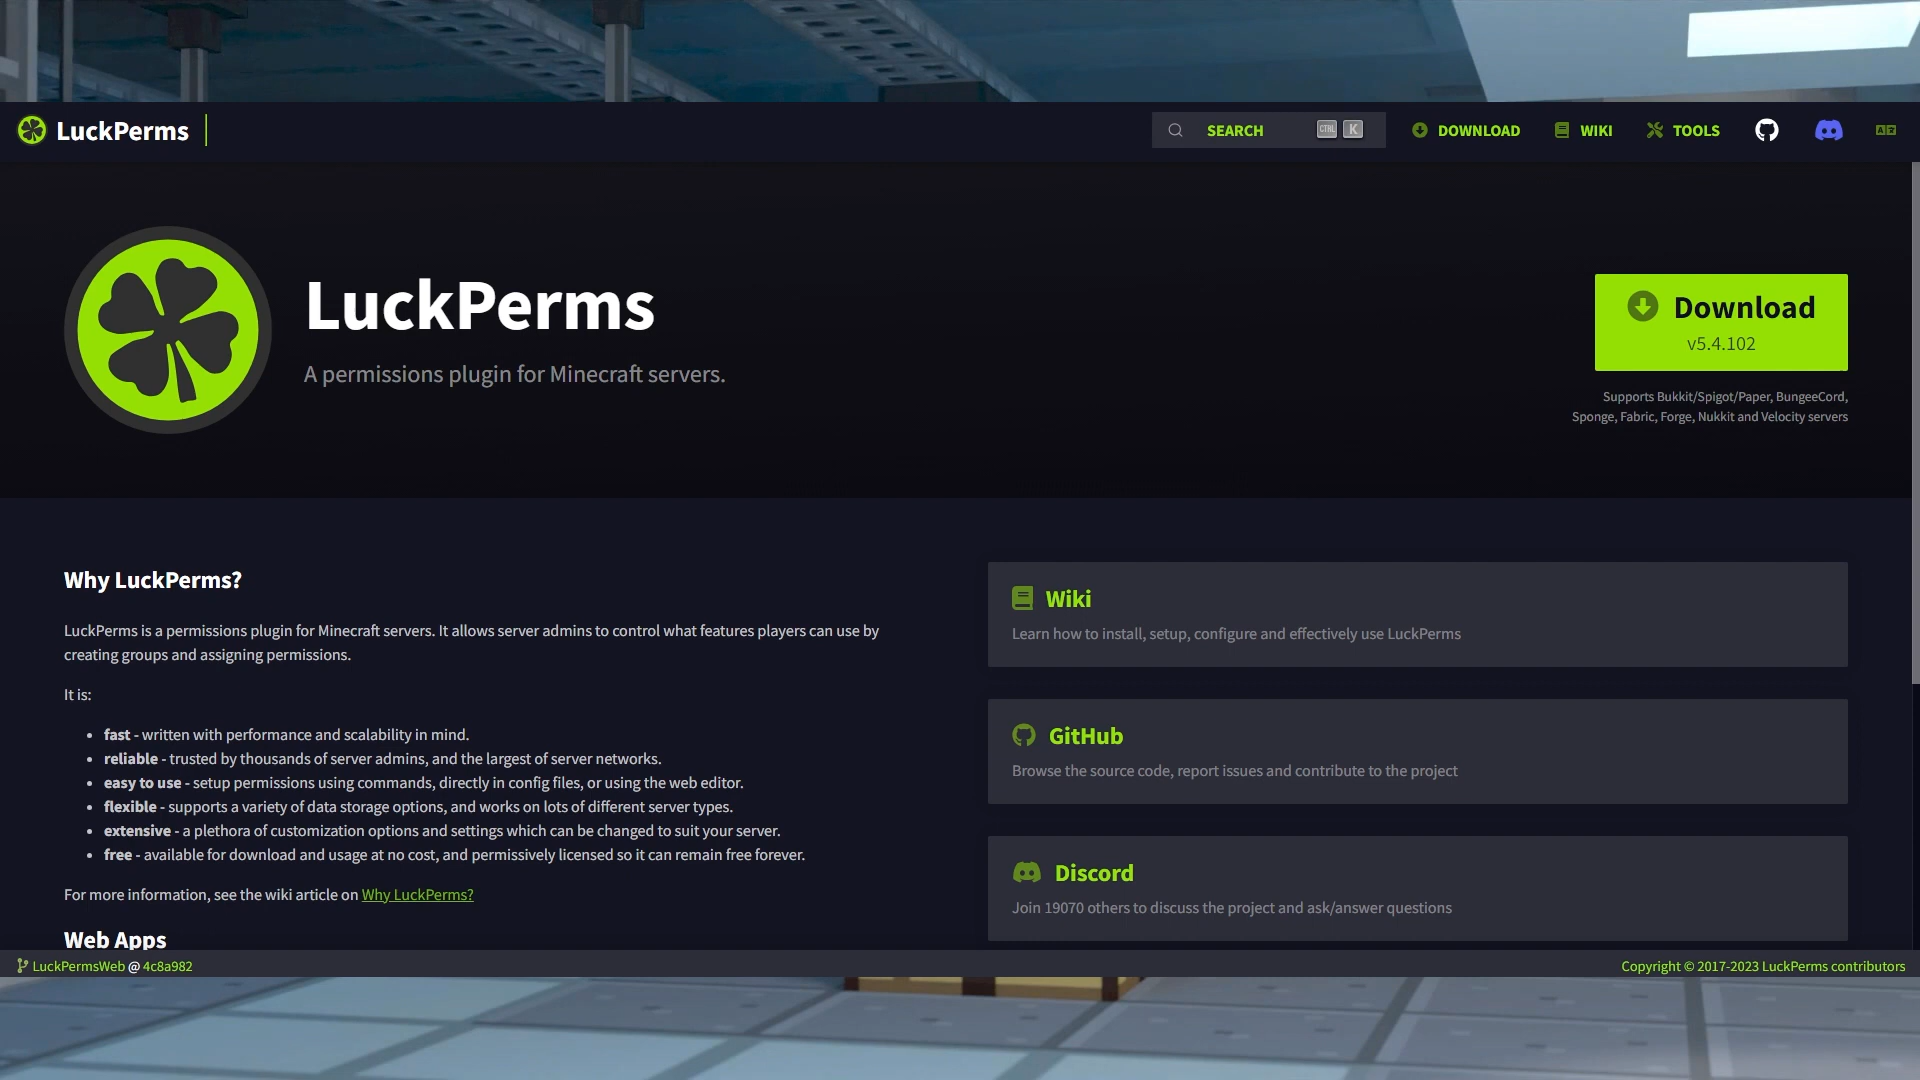 LuckPerms
SEARCH
CTRL K
DOWNLOAD
WIKI
TOOLS
LuckPerms
A permissions plugin for Minecraft servers.
Download
v5.4.102
Supports Bukkit/Spigot/Paper, BungeeCord,
Sponge, Fabric, Forge, Nukkit and Velocity servers
Why LuckPerms?
LuckPerms is a permissions plugin for Minecraft servers. It allows server admins to control what features players can use by
creating groups and assigning permissions.
It is:
• fast - written with performance and scalability in mind.
• reliable - trusted by thousands of server admins, and the largest of server networks.
• easy to use - setup permissions using commands, directly in config files, or using the web editor.
• flexible - supports a variety of data storage options, and works on lots of different server types.
• extensive - a plethora of customization options and settings which can be changed to suit your server.
• free - available for download and usage at no cost, and permissively licensed so it can remain free forever.
For more information, see the wiki article on Why LuckPerms?
Web Apps
Wiki
Learn how to install, setup, configure and effectively use LuckPerms
GitHub
Browse the source code, report issues and contribute to the project
Discord
Join 19070 others to discuss the project and ask/answer questions
LuckPermsWeb @ 4c8a982
Copyright © 2017-2023 LuckPerms contributors